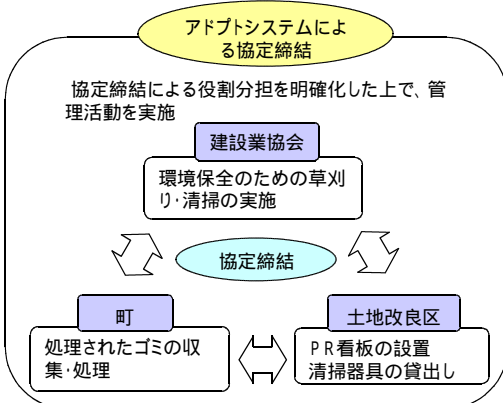 アドプトシステムによ
る協定締結
協定締結による役割分担を明確化した上で、管
理活動を実施
建設業協会
環境保全のための草刈
り・清掃の実施
協定締結
町
処理されたゴミの収
集・処理
土地改良区
ＰＲ看板の設置
清掃器具の貸出し